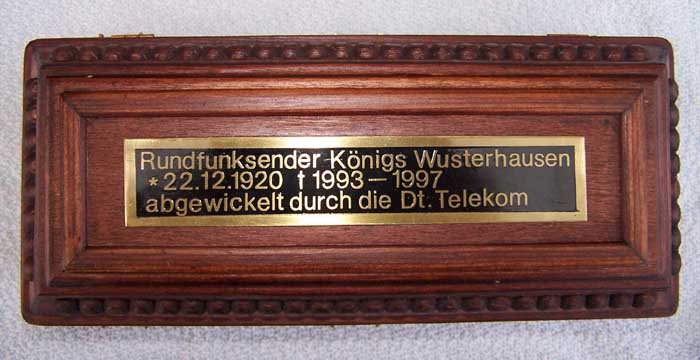 Rundfunksender Königs Wusterhausen
* 22.12.1920 † 1993 – 1997
abgewickelt durch die Dt. Telekom